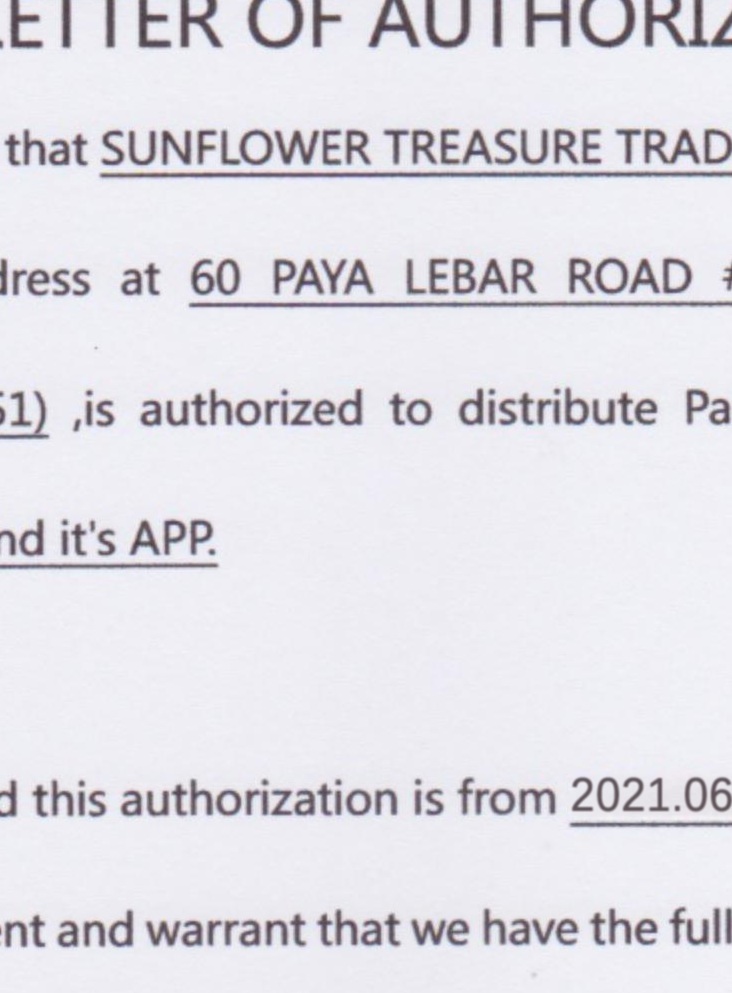 LETTER OF AUTHORIZ
that SUNFLOWER TREASURE TRAD
dress at 60 PAYA LEBAR ROAD #
51) ,is authorized to distribute Pa
nd it's APP.
d this authorization is from 2021.06
ent and warrant that we have the full